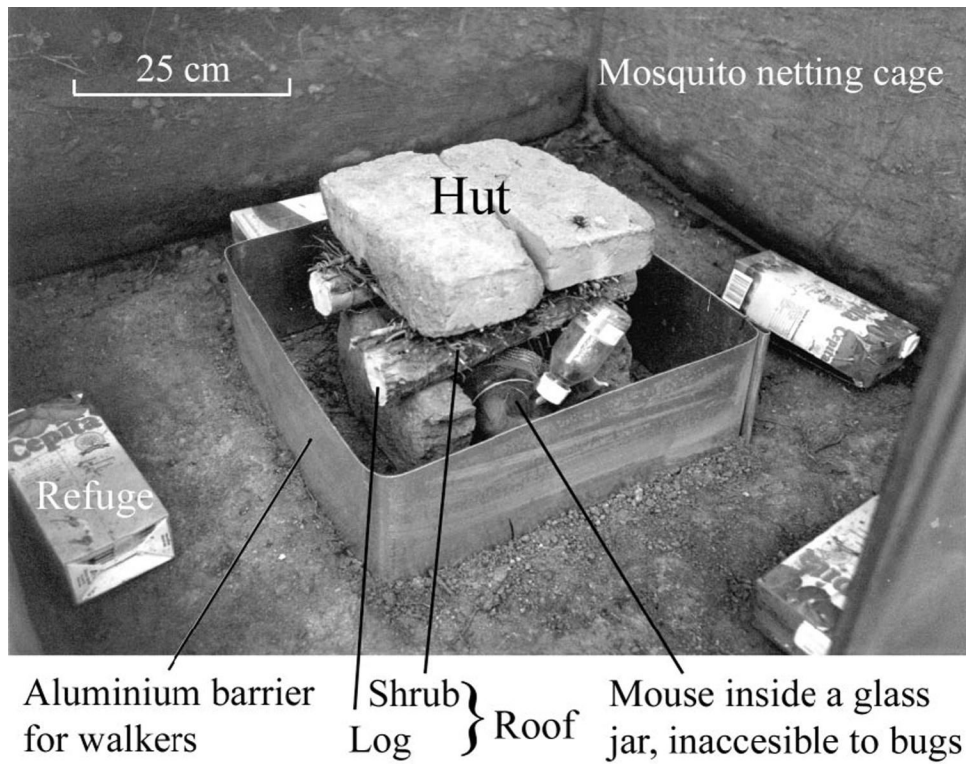 25 cm
Mosquito netting cage
Hut
Cepita
Cepita
Refuge
Aluminium barrier
for walkers
Shrub
Log
Roof
Mouse inside a glass
jar, inaccesible to bugs